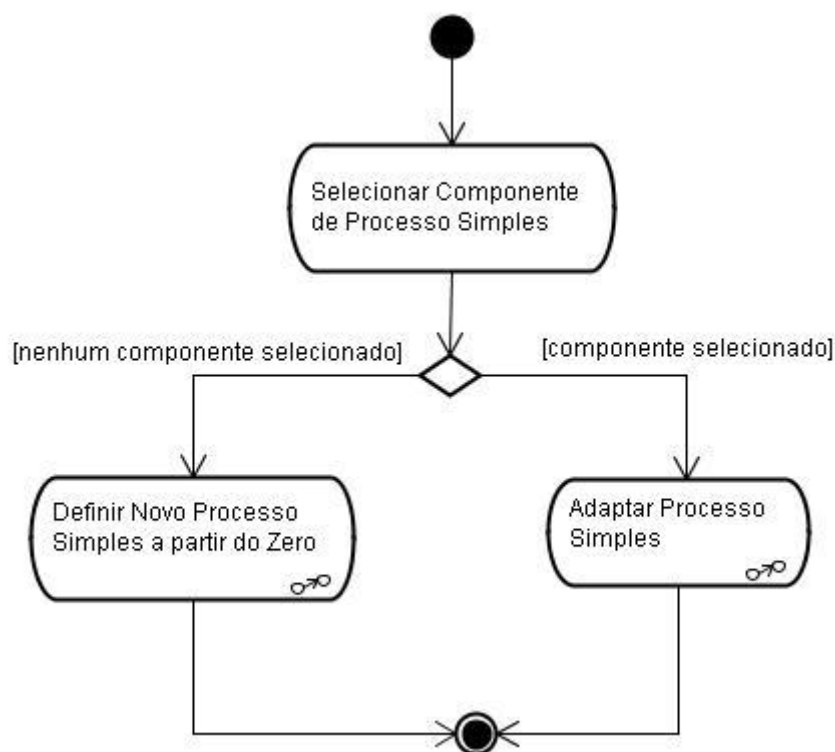 Selecionar Componente
de Processo Simples
[nenhum componente selecionado]
[componente selecionado]
Definir Novo Processo
Simples a partir do Zero
Adaptar Processo
Simples